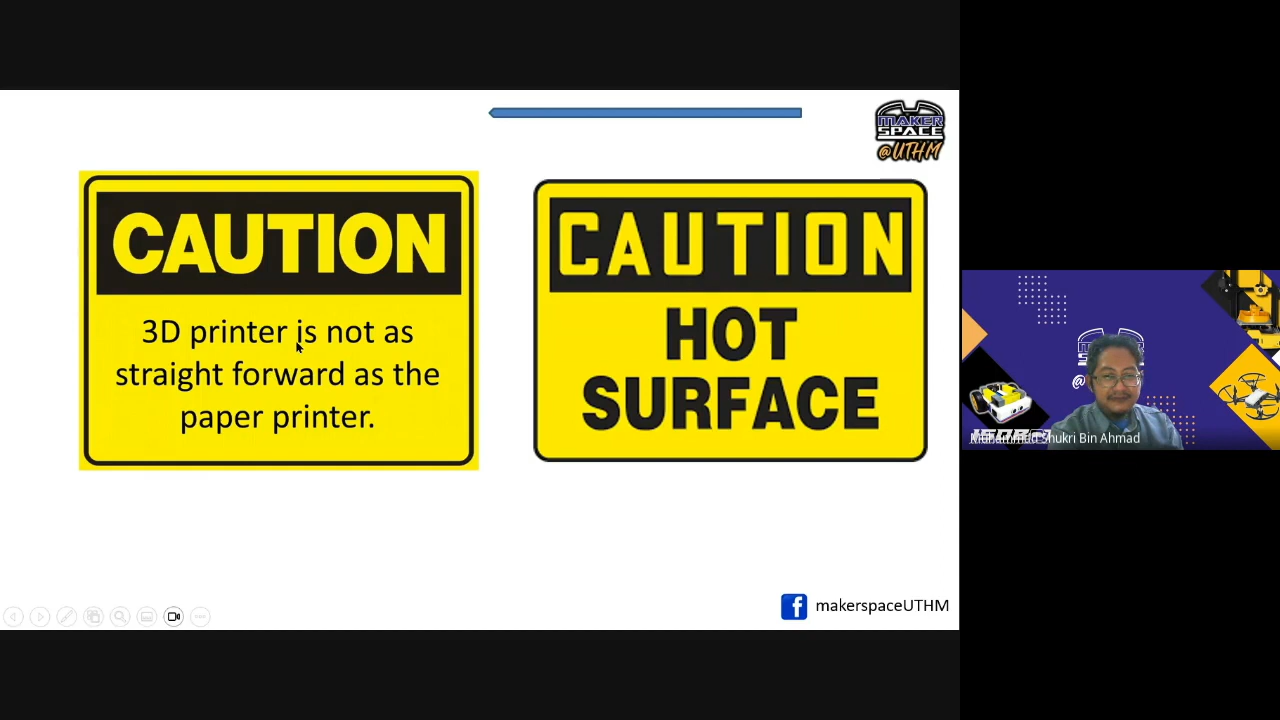 MAKER
SPACE
@UTHM
CAUTION
3D printer is not as
straight forward as the
paper printer.
CAUTION
HOT
SURFACE
makerspaceUTHM
Muhammad Shukri Bin Ahmad